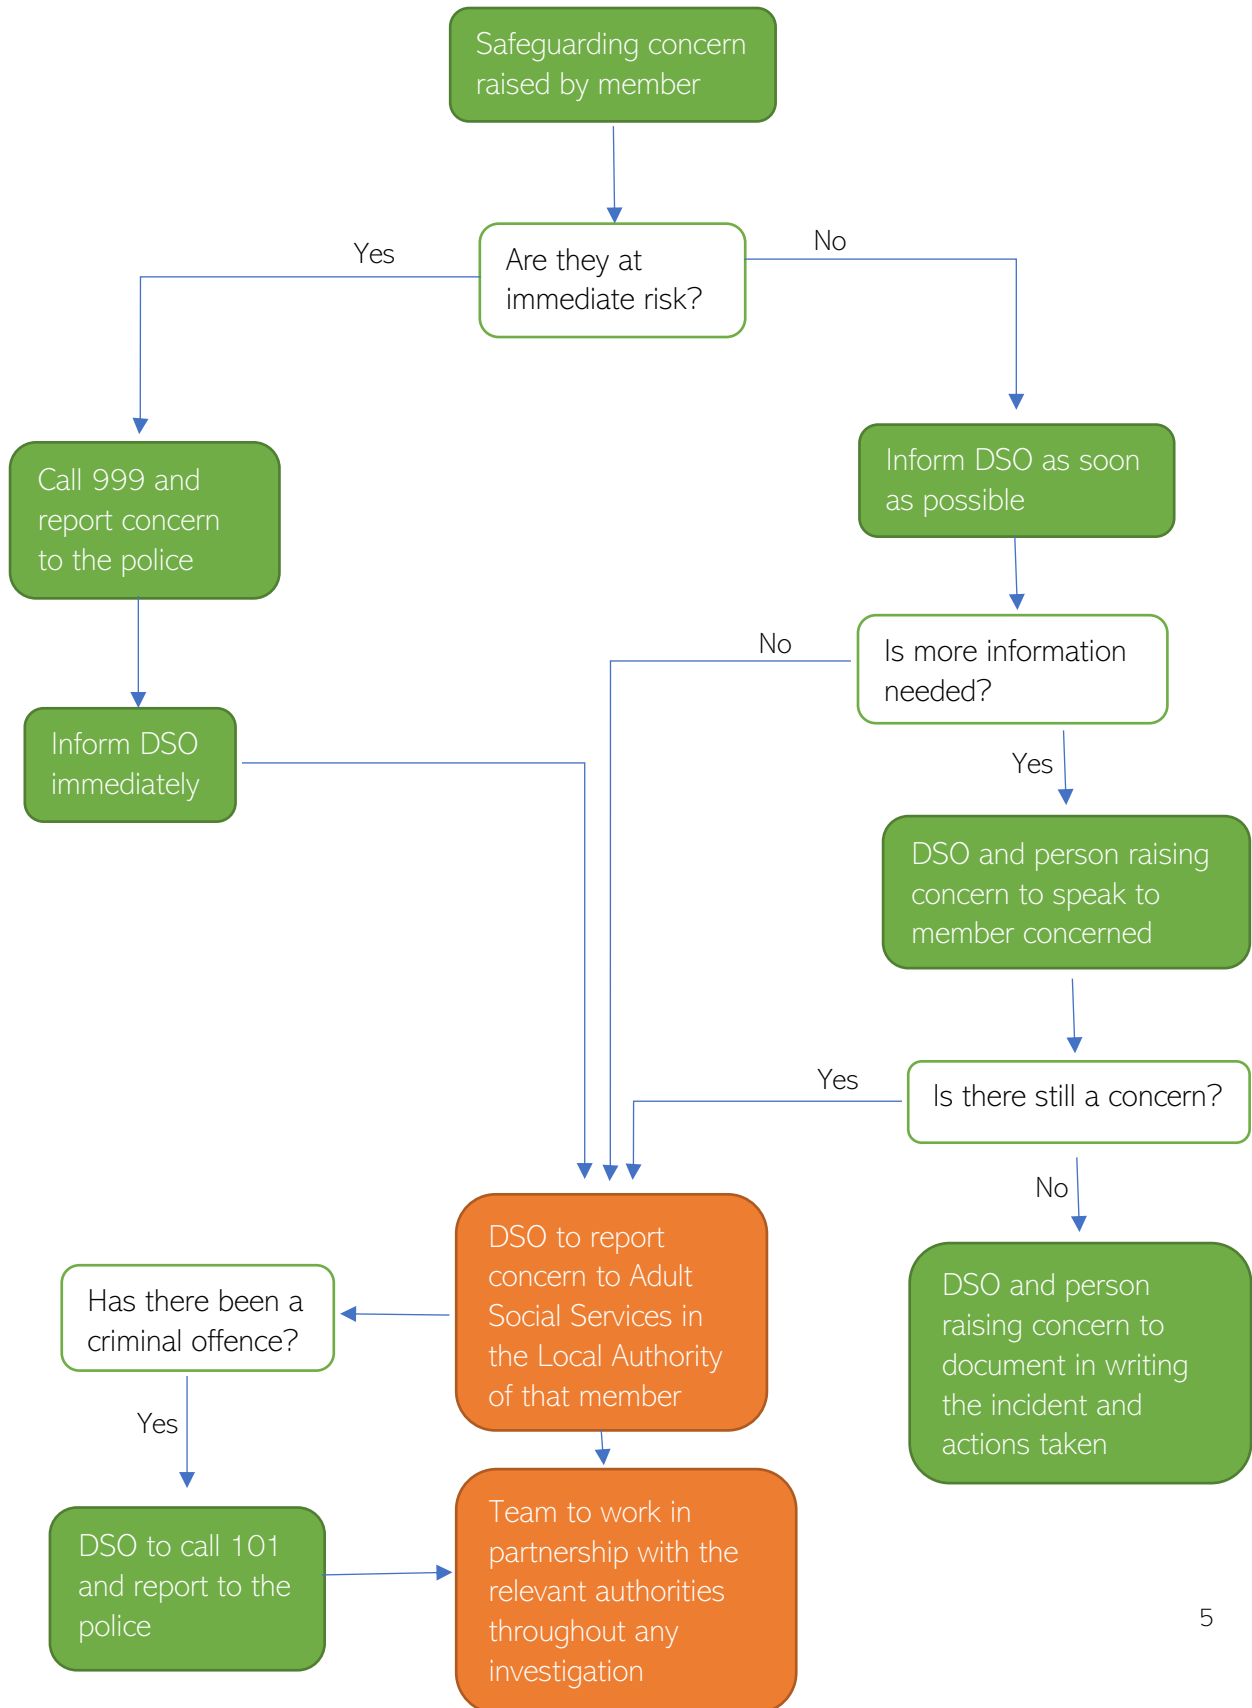 Safeguarding concern
raised by member
Yes
Are they at
immediate risk?
No
Call 999 and
report concern
to the police
Inform DSO as soon
as possible
No
Is more information
needed?
Inform DSO
immediately
Yes
DSO and person raising
concern to speak to
member concerned
Yes
Is there still a concern?
No
DSO to report
concern to Adult
Social Services in
the Local Authority
of that member
Has there been a
criminal offence?
DSO and person
raising concern to
document in writing
the incident and
actions taken
Yes
DSO to call 101
and report to the
police
Team to work in
partnership with the
relevant authorities
throughout any
investigation
5